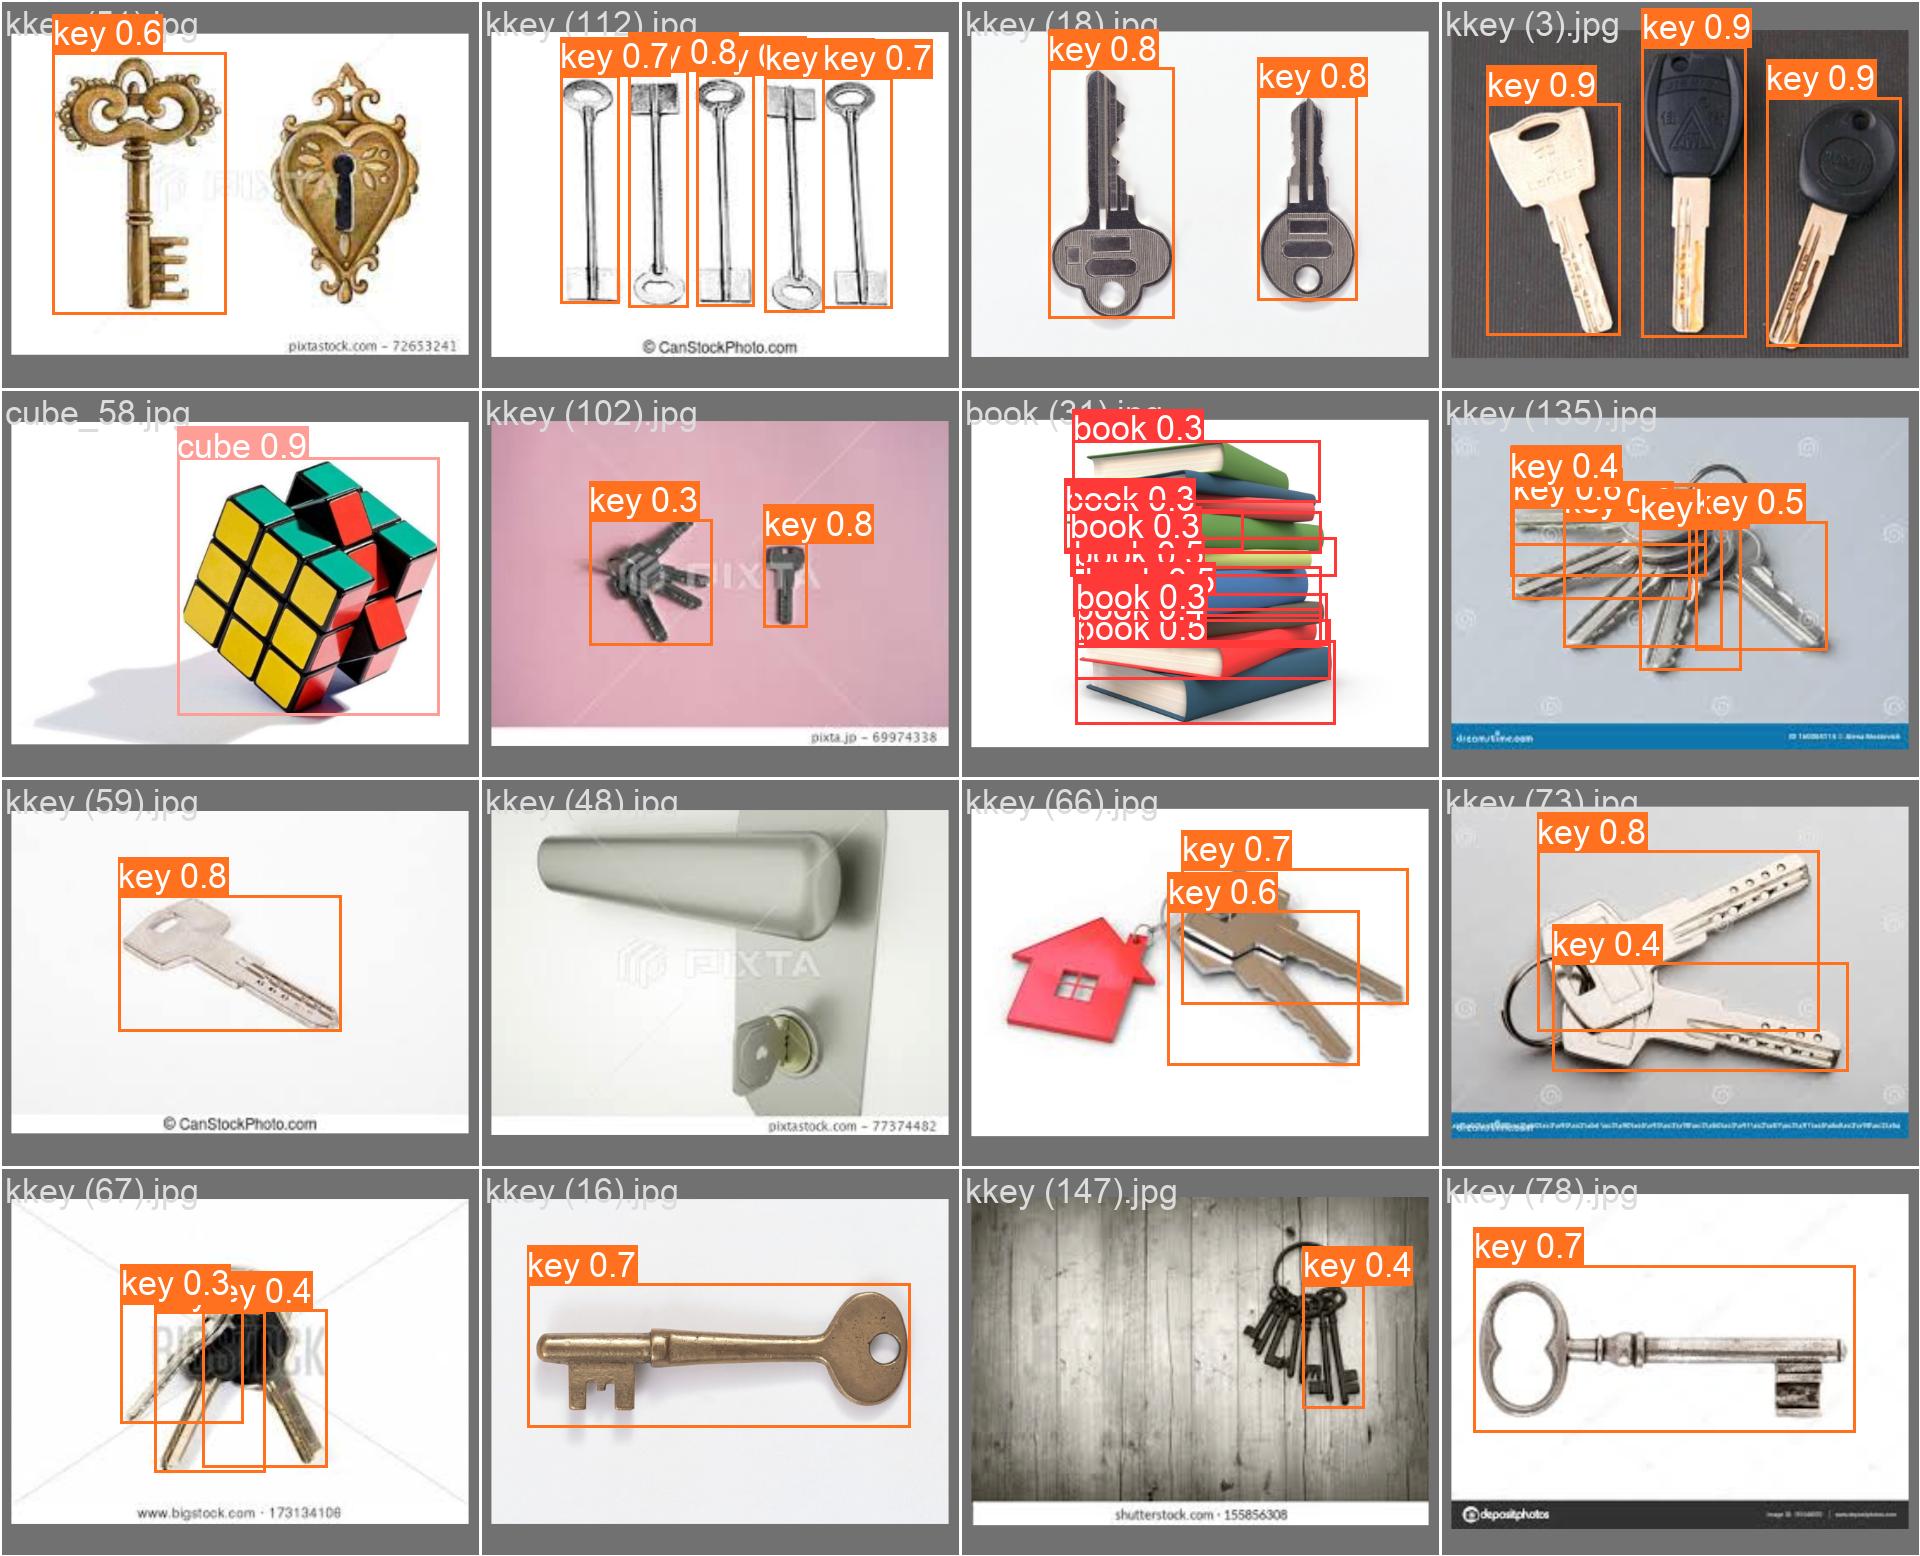 key 0.6
pixtastock.com - 72653241
kkey (112).jpg
key 0.7
0.8
key
key 0.7
© CanStockPhoto.com
kkey (18).jpg
key 0.8
key 0.8
kkey (3).jpg
key 0.9
key 0.9
key 0.9
cube_58.jpg
cube 0.9
kkey (102).jpg
key 0.3
key 0.8
PIXTA
pixta.jp - 69974338
book (31).jpg
book 0.3
book 0.3
book 0.3
book 0.3
book 0.5
kkey (135).jpg
key 0.4
key 0.6
key
key 0.5
dreamstime.com
kkey (59).jpg
key 0.8
© CanStockPhoto.com
kkey (48).jpg
PIXTA
pixtastock.com - 77374482
kkey (66).jpg
key 0.7
key 0.6
kkey (73).jpg
key 0.8
key 0.4
kkey (67).jpg
key 0.3
key 0.4
BIGSTOCK
www.bigstock.com · 173134106
kkey (16).jpg
key 0.7
kkey (147).jpg
key 0.4
shutterstock.com · 155856308
kkey (78).jpg
key 0.7
depositphotos